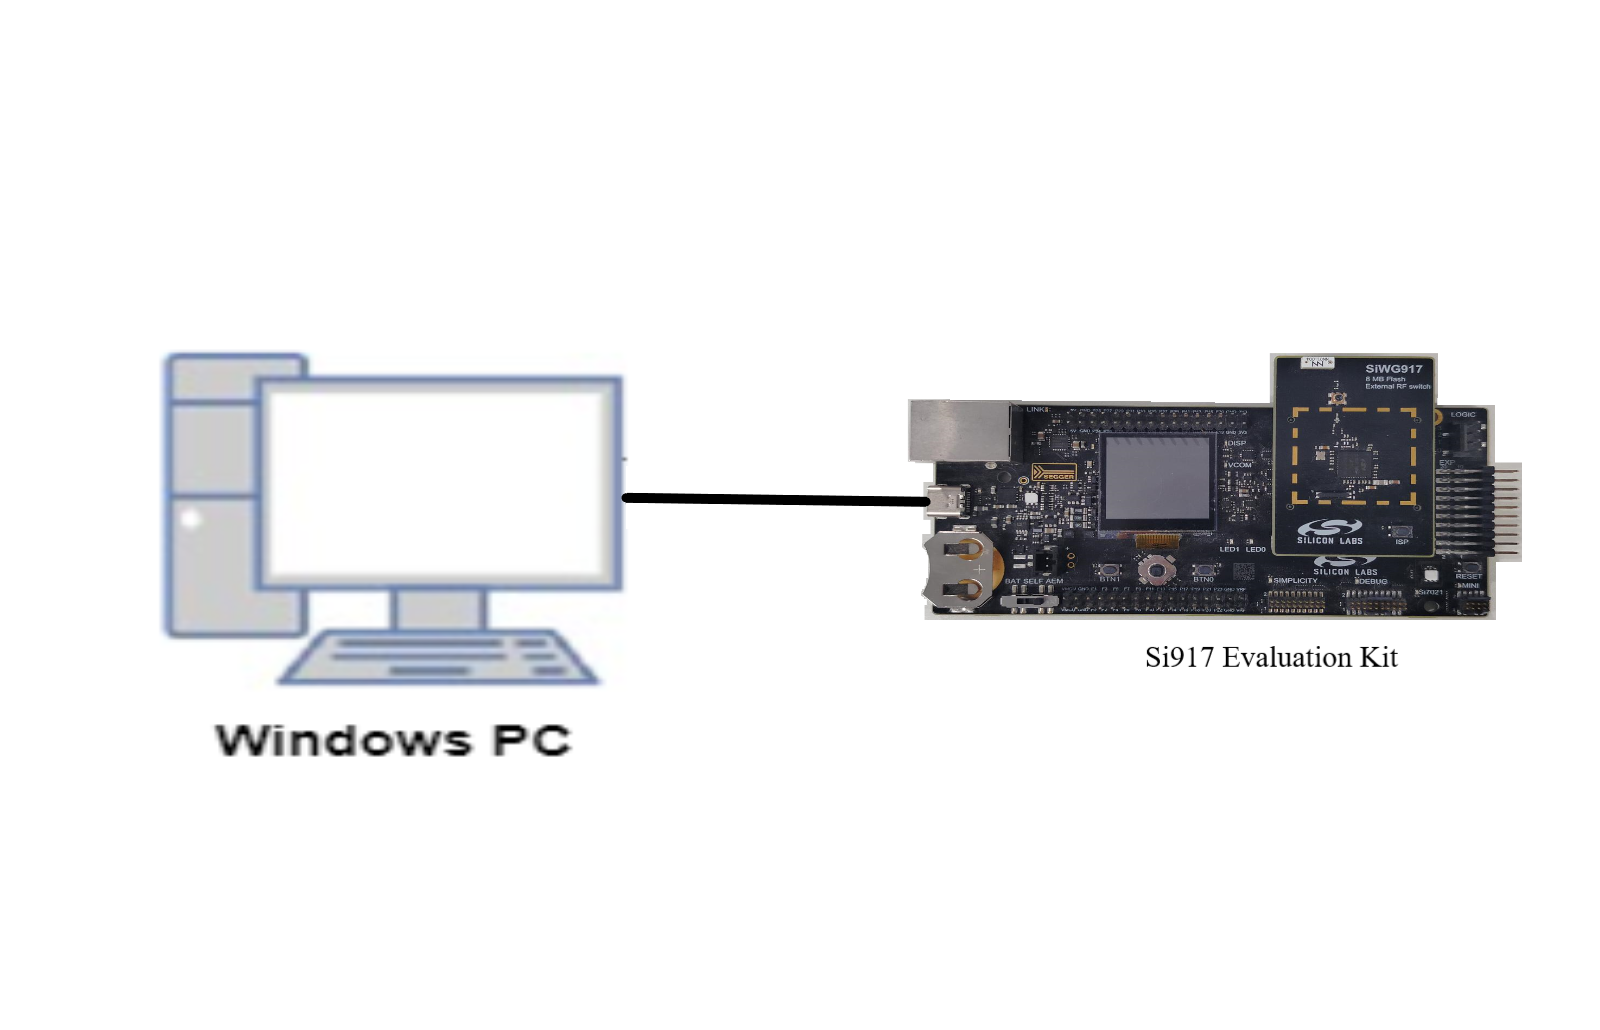 SiWG917
8 MB Flash
External RF switch
LINK
LOGIC
DISP
VCOM
EXP
SEGGER
SILICON LABS
ISP
LED1 LED0
SILICON LABS
BAT SELF AEM
BTN1
BTN0
SIMPLICITY
DEBUG
RESET
MINI
Si7021
Si917 Evaluation Kit
Windows PC